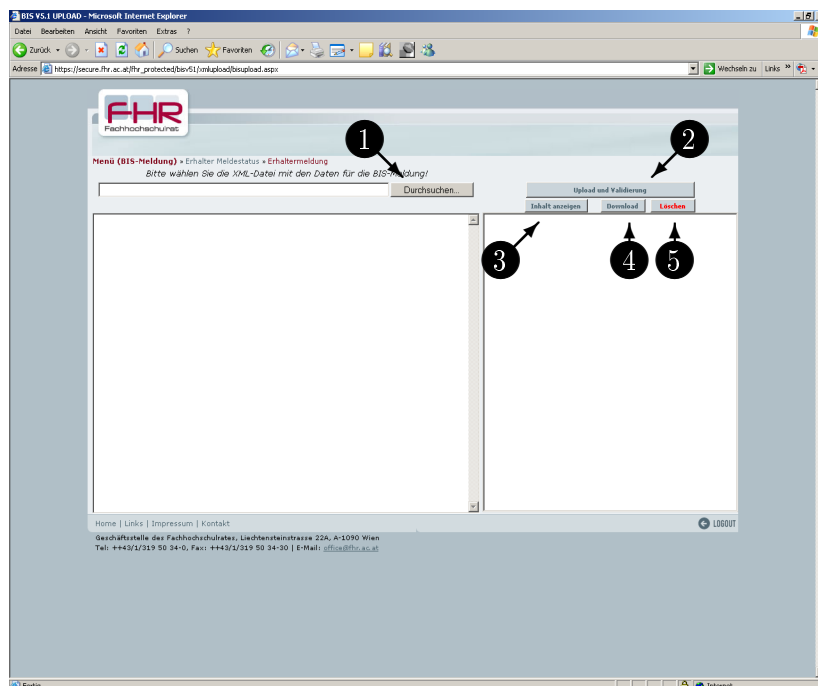 BIS V5.1 UPLOAD - Microsoft Internet Explorer
Datei Bearbeiten Ansicht Favoriten Extras ?
Zurück Suchen Favoriten
Adresse https://secure.fhr.ac.at/fhr_protected/bisv51/xmlupload/bisupload.aspx Wechseln zu Links »
FHR
Fachhochschulrat
1
2
Menü (BIS-Meldung) » Erhalter Meldestatus » Erhaltermeldung
Bitte wählen Sie die XML-Datei mit den Daten für die BIS-Meldung!
Durchsuchen... Upload und Validierung
Inhalt anzeigen Download Löschen
3 4 5
Home | Links | Impressum | Kontakt LOGOUT
Geschäftsstelle des Fachhochschulrates, Liechtensteinstrasse 22A, A-1090 Wien
Tel: ++43/1/319 50 34-0, Fax: ++43/1/319 50 34-30 | E-Mail: office@fhr.ac.at
Fertig Internet